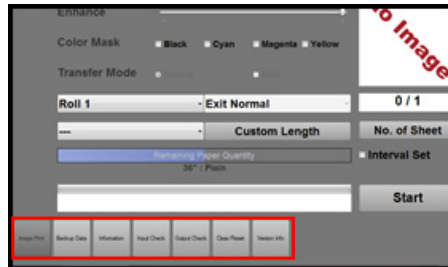 Enhance
Color Mask Black Cyan Magenta Yellow
o Image
Transfer Mode
Roll 1 Exit Normal 0 / 1
--- Custom Length No. of Sheet
Remaining Paper Quantity Interval Set
36" : Plain
Start
Image Print Backup Data Information Input Check Output Check Clear/Reset Version Info